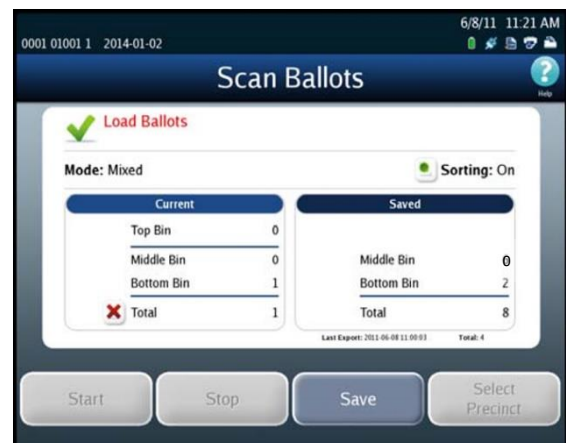 6/8/11 11:21 AM
0001 01001 1 2014-01-02
Scan Ballots
Help
Load Ballots
Mode: Mixed
Sorting: On
Current
Saved
Top Bin 0
Middle Bin 0
Middle Bin 0
Bottom Bin 1
Bottom Bin 2
Total 1
Total 8
Last Export: 2011-06-08 11:00:03 Total: 4
Start
Stop
Save
Select
Precinct